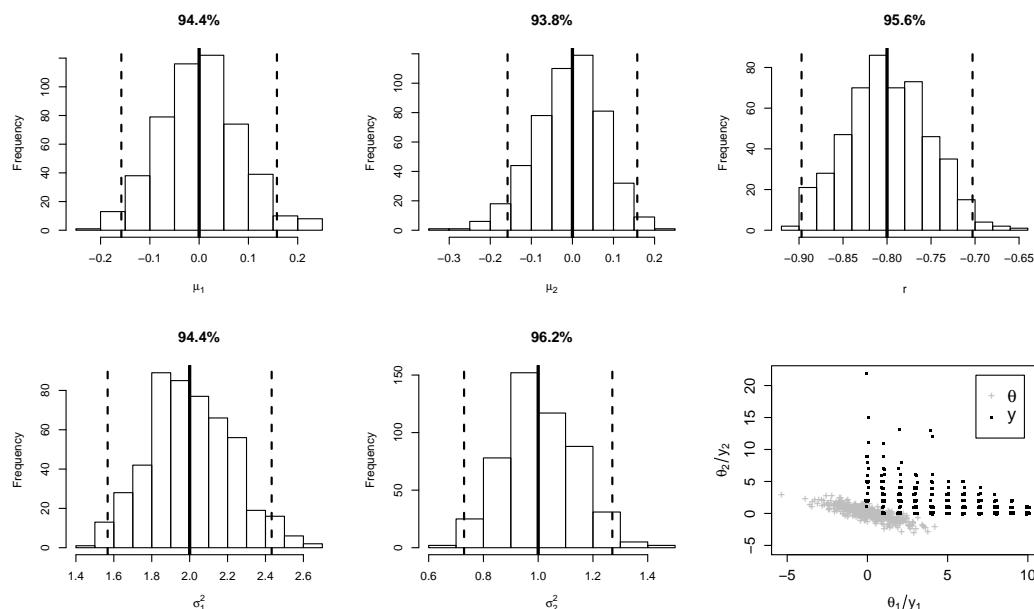 94.4%
Frequency
0 20 40 60 80 100
−0.2 −0.1 0.0 0.1 0.2
μ1
93.8%
Frequency
0 20 40 60 80 100
−0.3 −0.2 −0.1 0.0 0.1 0.2
μ2
95.6%
Frequency
0 20 40 60 80
−0.90 −0.85 −0.80 −0.75 −0.70 −0.65
r
94.4%
Frequency
0 20 40 60 80
1.4 1.6 1.8 2.0 2.2 2.4 2.6
σ₁²
96.2%
Frequency
0 50 100 150
0.6 0.8 1.0 1.2 1.4
σ₂²
θ2/y2
−5 0 5 10 15 20
θ
y
−5 0 5 10
θ1/y1